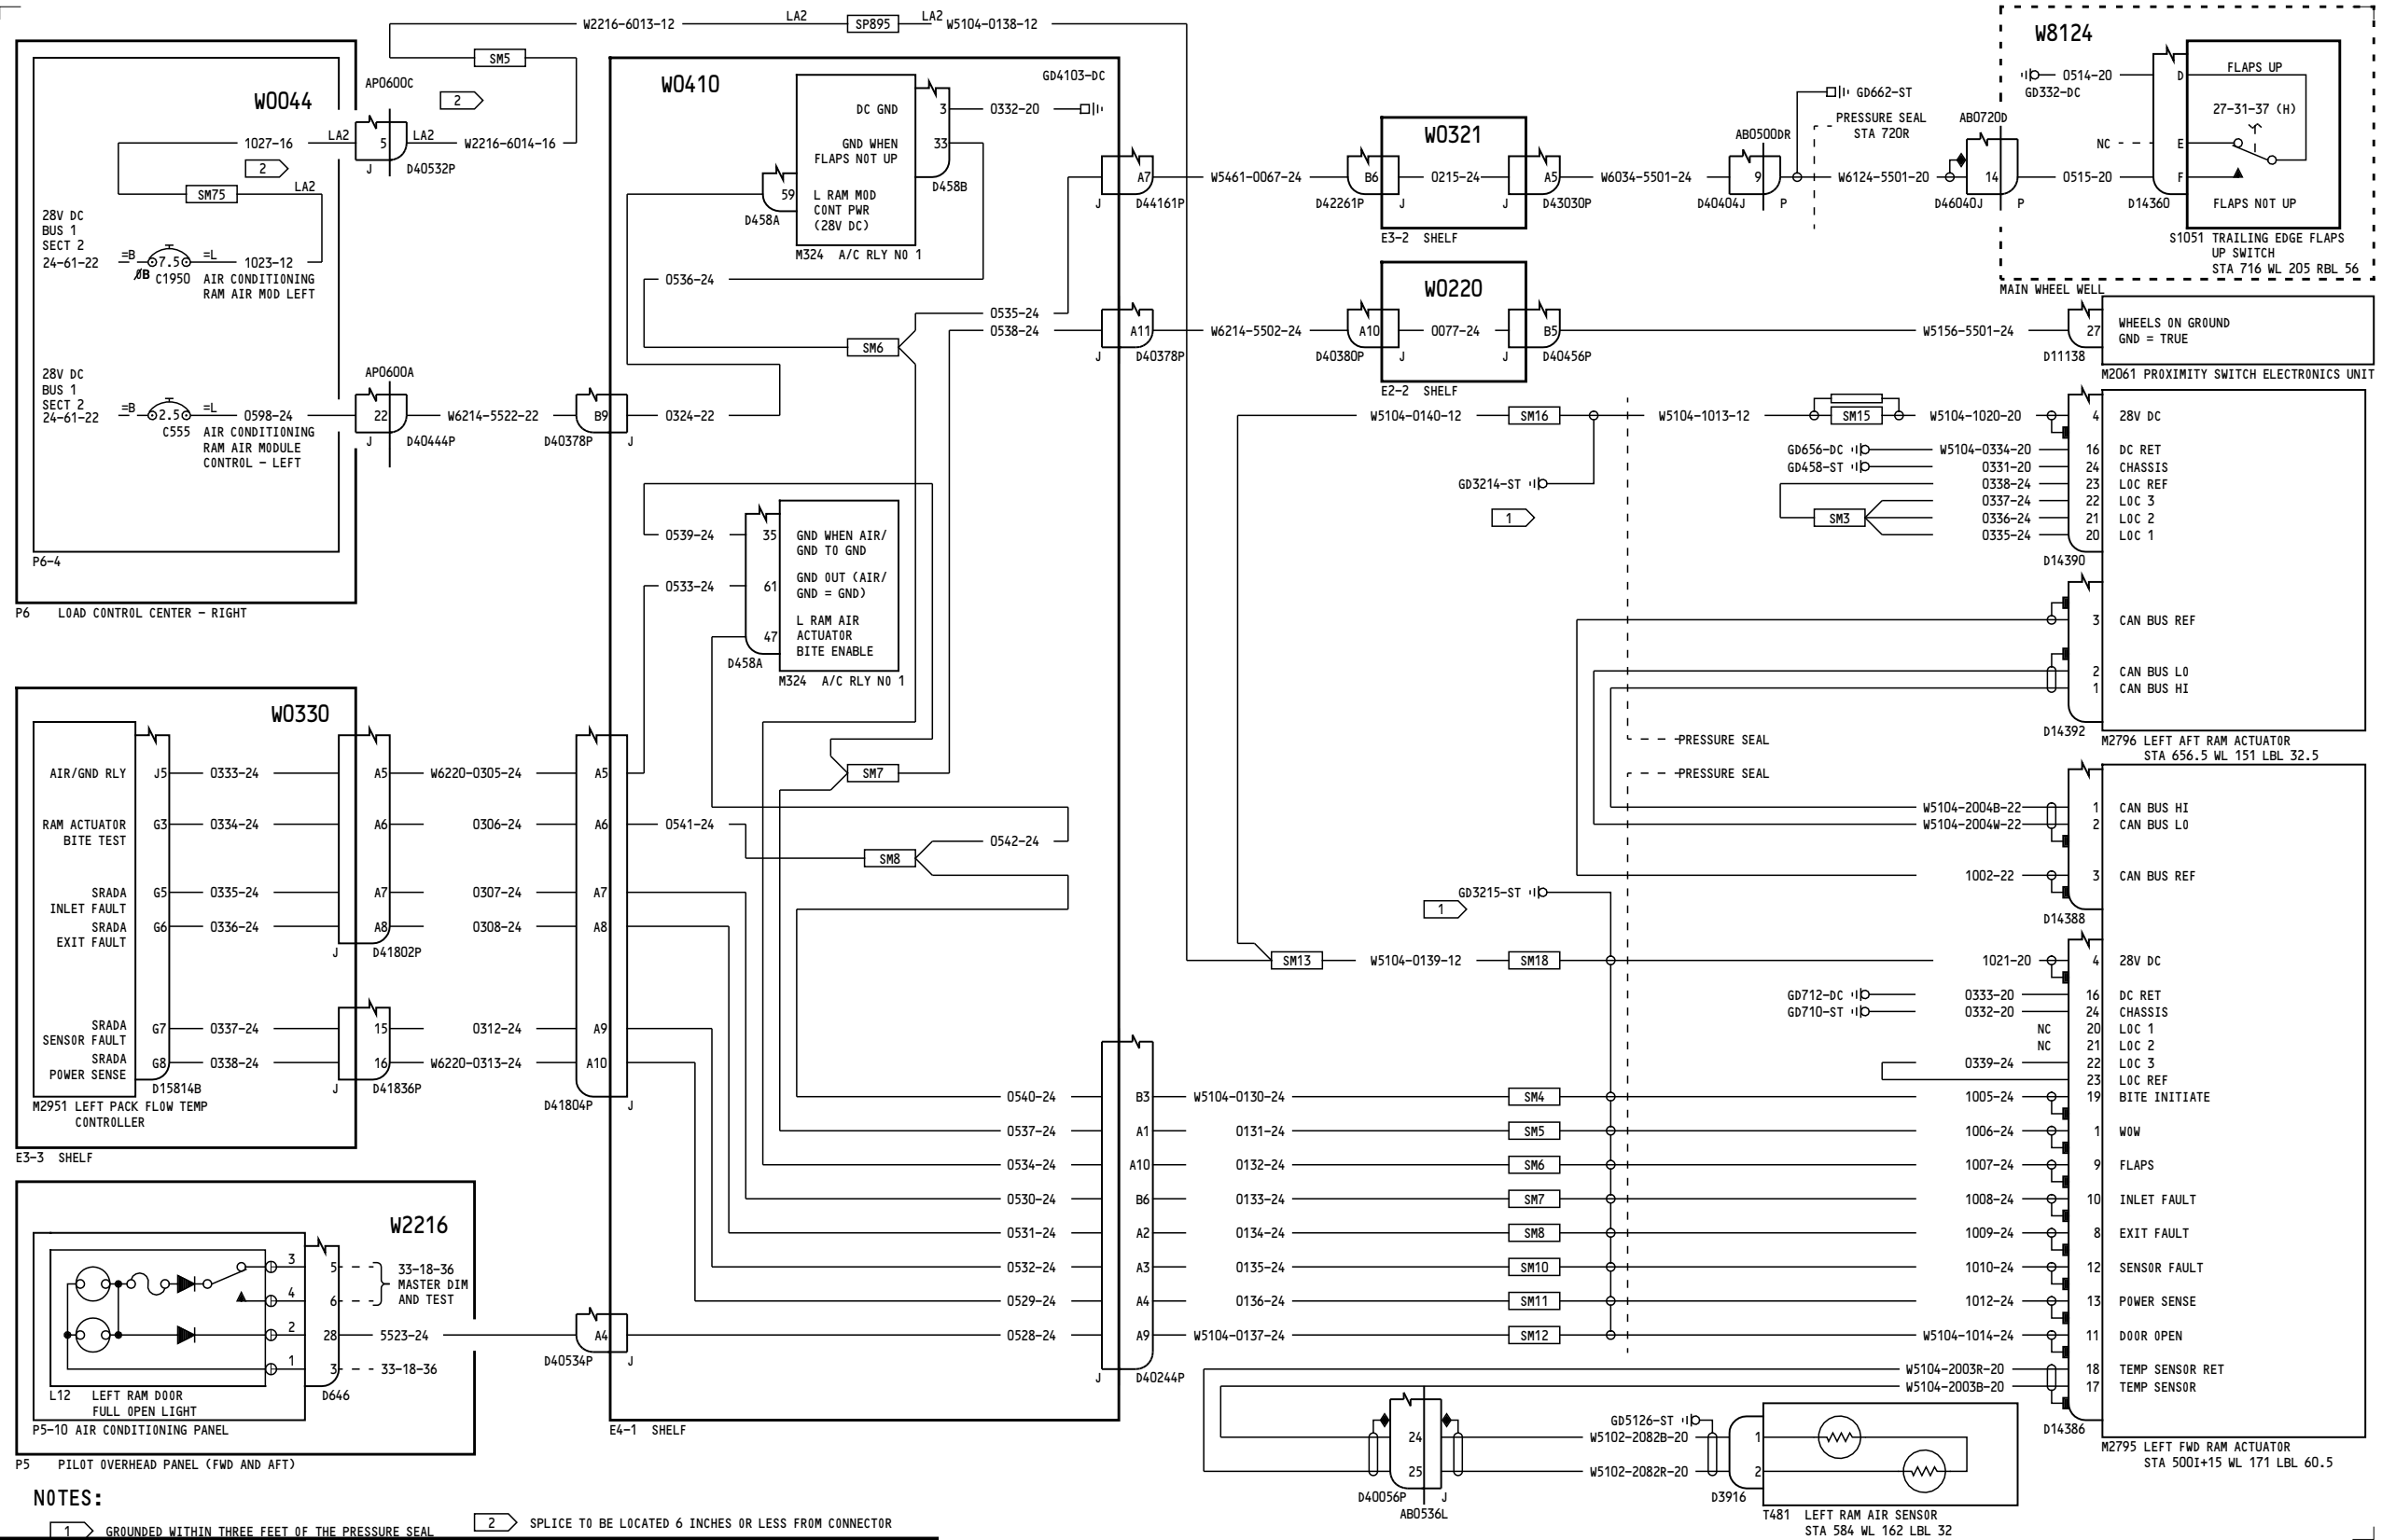 W2216-6013-12 LA2 SP895 LA2 W5104-0138-12
SM5
AP0600C
2
W0044
1027-16 LA2 5 LA2 W2216-6014-16
2
J D40532P
SM75 LA2
28V DC
BUS 1
SECT 2
24-61-22 =B 7.5 =L 1023-12
ØB C1950 AIR CONDITIONING
RAM AIR MOD LEFT
28V DC
BUS 1
SECT 2
24-61-22 =B 2.5 =L 0598-24
C555 AIR CONDITIONING
RAM AIR MODULE
CONTROL - LEFT
AP0600A
22 W6214-5522-22 B9 0324-22
J D40444P D40378P J
P6-4
P6 LOAD CONTROL CENTER - RIGHT
W0410
GD4103-DC
DC GND 3 0332-20
GND WHEN
FLAPS NOT UP 33
D458B
59 L RAM MOD
CONT PWR
(28V DC)
D458A
M324 A/C RLY NO 1
0536-24
0535-24
0538-24
SM6
A7 W5461-0067-24 B6 0215-24 A5 W6034-5501-24 9 W6124-5501-20 14 0515-20 F
J D44161P D42261P J J D43030P D40404J P D46040J P D14360
W0321
E3-2 SHELF
AB0500DR
GD662-ST
PRESSURE SEAL
STA 720R
AB0720D
W8124
0514-20 D FLAPS UP
GD332-DC
27-31-37 (H)
NC E
FLAPS NOT UP
S1051 TRAILING EDGE FLAPS
UP SWITCH
STA 716 WL 205 RBL 56
MAIN WHEEL WELL
A11 W6214-5502-24 A10 0077-24 B5 W5156-5501-24 27 WHEELS ON GROUND
GND = TRUE
J D40378P D40380P J J D40456P D11138
W0220
E2-2 SHELF
M2061 PROXIMITY SWITCH ELECTRONICS UNIT
W5104-0140-12 SM16 W5104-1013-12 SM15 W5104-1020-20 4 28V DC
GD656-DC W5104-0334-20 16 DC RET
GD458-ST 0331-20 24 CHASSIS
0338-24 23 LOC REF
0337-24 22 LOC 3
SM3 0336-24 21 LOC 2
0335-24 20 LOC 1
D14390
GD3214-ST
1
3 CAN BUS REF
2 CAN BUS LO
1 CAN BUS HI
D14392
M2796 LEFT AFT RAM ACTUATOR
STA 656.5 WL 151 LBL 32.5
PRESSURE SEAL
PRESSURE SEAL
0539-24 35 GND WHEN AIR/
GND TO GND
0533-24 61 GND OUT (AIR/
GND = GND)
47 L RAM AIR
ACTUATOR
BITE ENABLE
D458A
M324 A/C RLY NO 1
W0330
AIR/GND RLY J5 0333-24 A5 W6220-0305-24 A5
SM7
RAM ACTUATOR
BITE TEST G3 0334-24 A6 0306-24 A6 0541-24
0542-24
SM8
SRADA
INLET FAULT G5 0335-24 A7 0307-24 A7
SRADA
EXIT FAULT G6 0336-24 A8 0308-24 A8
J D41802P
SRADA
SENSOR FAULT G7 0337-24 15 0312-24 A9
SRADA
POWER SENSE G8 0338-24 16 W6220-0313-24 A10
D15814B J D41836P D41804P J
M2951 LEFT PACK FLOW TEMP
CONTROLLER
E3-3 SHELF
W5104-2004B-22 1 CAN BUS HI
W5104-2004W-22 2 CAN BUS LO
1002-22 3 CAN BUS REF
D14388
GD3215-ST
1
SM13 W5104-0139-12 SM18 1021-20 4 28V DC
GD712-DC 0333-20 16 DC RET
GD710-ST 0332-20 24 CHASSIS
NC 20 LOC 1
NC 21 LOC 2
0339-24 22 LOC 3
23 LOC REF
0540-24 B3 W5104-0130-24 SM4 1005-24 19 BITE INITIATE
0537-24 A1 0131-24 SM5 1006-24 1 WOW
0534-24 A10 0132-24 SM6 1007-24 9 FLAPS
0530-24 B6 0133-24 SM7 1008-24 10 INLET FAULT
0531-24 A2 0134-24 SM8 1009-24 8 EXIT FAULT
0532-24 A3 0135-24 SM10 1010-24 12 SENSOR FAULT
0529-24 A4 0136-24 SM11 1012-24 13 POWER SENSE
0528-24 A9 W5104-0137-24 SM12 W5104-1014-24 11 DOOR OPEN
J D40244P
W5104-2003R-20 18 TEMP SENSOR RET
W5104-2003B-20 17 TEMP SENSOR
D14386
M2795 LEFT FWD RAM ACTUATOR
STA 500I+15 WL 171 LBL 60.5
W2216
3 5 33-18-36
MASTER DIM
AND TEST
4 6
2 28 5523-24 A4
1 3 33-18-36
D40534P J
L12 LEFT RAM DOOR
FULL OPEN LIGHT
D646
P5-10 AIR CONDITIONING PANEL
P5 PILOT OVERHEAD PANEL (FWD AND AFT)
E4-1 SHELF
GD5126-ST
24 W5102-2082B-20 1
25 W5102-2082R-20 2
D40056P J D3916
AB0536L
T481 LEFT RAM AIR SENSOR
STA 584 WL 162 LBL 32
NOTES:
1 GROUNDED WITHIN THREE FEET OF THE PRESSURE SEAL
2 SPLICE TO BE LOCATED 6 INCHES OR LESS FROM CONNECTOR